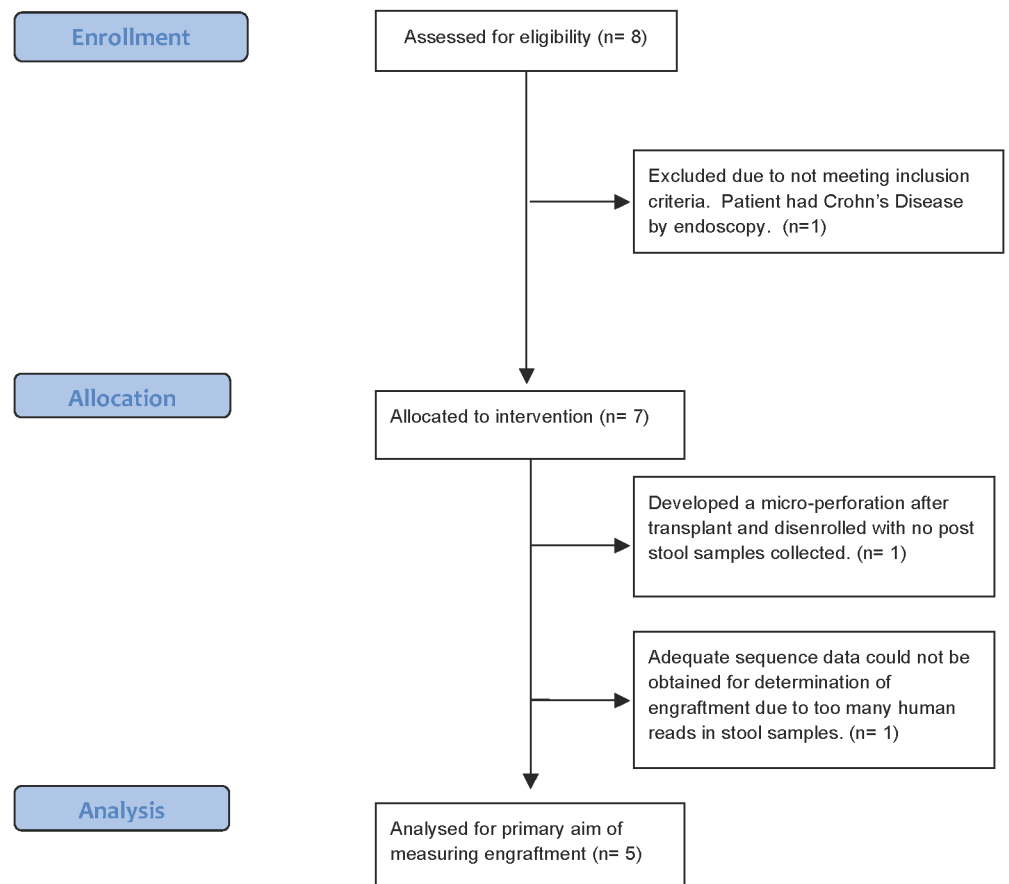 Enrollment
Assessed for eligibility (n= 8)
Excluded due to not meeting inclusion
criteria.  Patient had Crohn's Disease
by endoscopy.  (n=1)
Allocation
Allocated to intervention (n= 7)
Developed a micro-perforation after
transplant and disenrolled with no post
stool samples collected. (n= 1)
Adequate sequence data could not be
obtained for determination of
engraftment due to too many human
reads in stool samples. (n= 1)
Analysis
Analysed for primary aim of
measuring engraftment (n= 5)